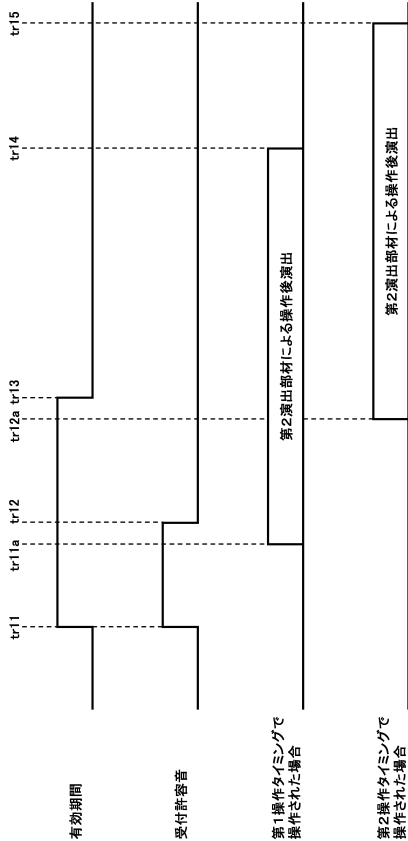 tr11
tr11a
tr12
tr12a
tr13
tr14
tr15
有効期間
受付許容音
第1操作タイミングで
操作された場合
第2演出部材による操作後演出
第2操作タイミングで
操作された場合
第2演出部材による操作後演出